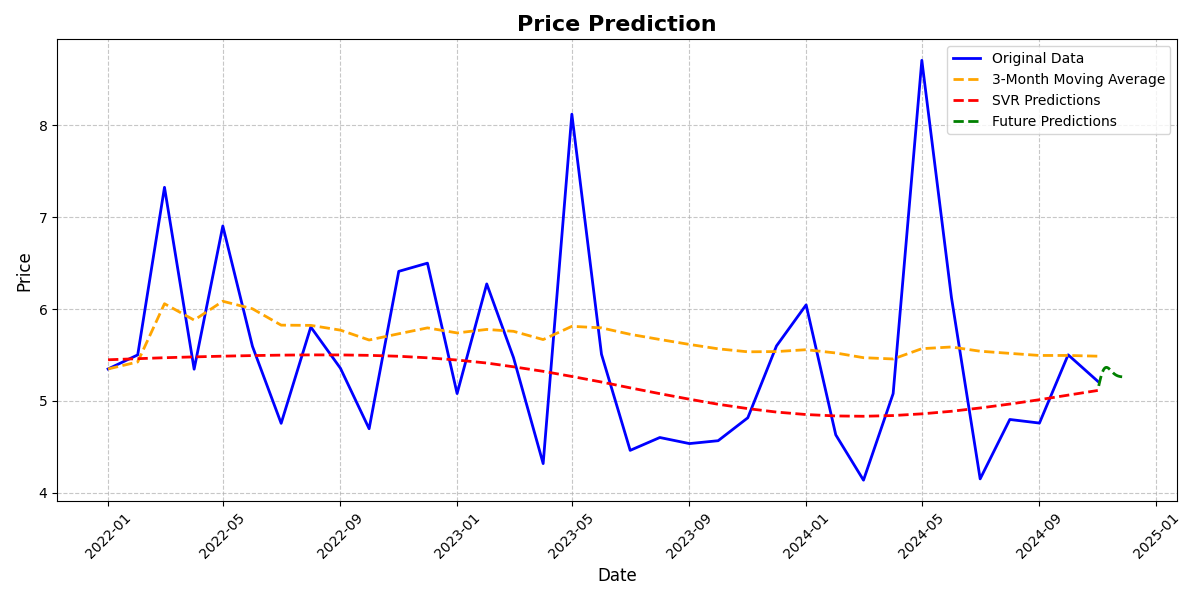 Price Prediction
Original Data
3-Month Moving Average
SVR Predictions
Future Predictions
Price
8
7
6
5
4
2022-01
2022-05
2022-09
2023-01
2023-05
2023-09
2024-01
2024-05
2024-09
2025-01
Date